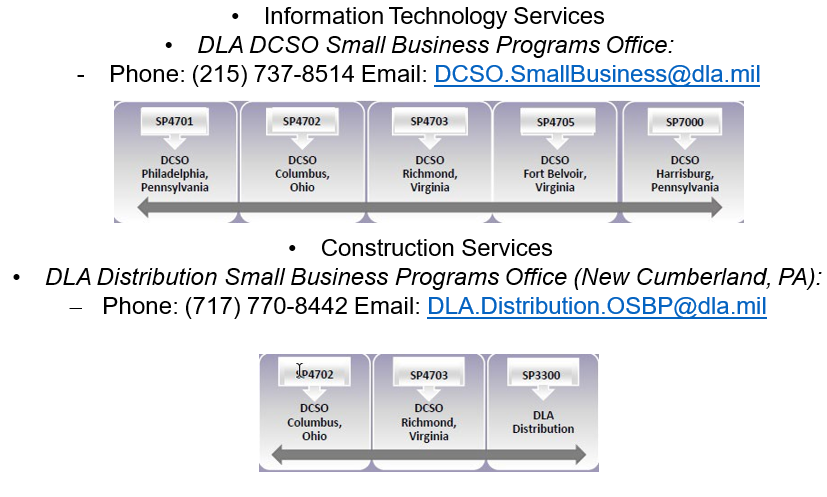 • Information Technology Services
• DLA DCSO Small Business Programs Office:
- Phone: (215) 737-8514 Email: DCSO.SmallBusiness@dla.mil
SP4701 SP4702 SP4703 SP4705 SP7000
DCSO DCSO DCSO DCSO DCSO
Philadelphia, Columbus, Richmond, Fort Belvoir, Harrisburg,
Pennsylvania Ohio Virginia Virginia Pennsylvania
• Construction Services
• DLA Distribution Small Business Programs Office (New Cumberland, PA):
– Phone: (717) 770-8442 Email: DLA.Distribution.OSBP@dla.mil
SP4702 SP4703 SP3300
DCSO DCSO DLA
Columbus, Richmond, Distribution
Ohio Virginia